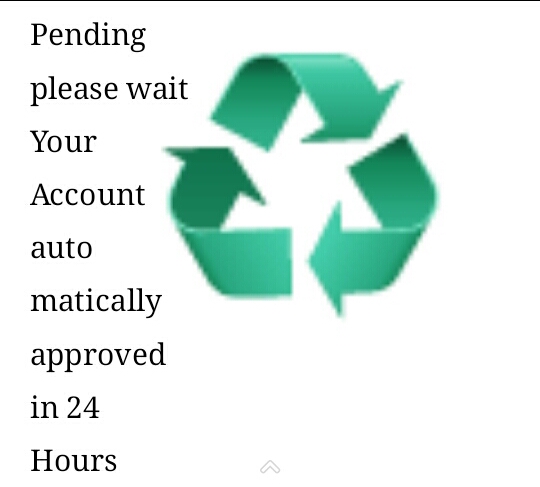 Pending
please wait
Your
Account
auto
matically
approved
in 24
Hours